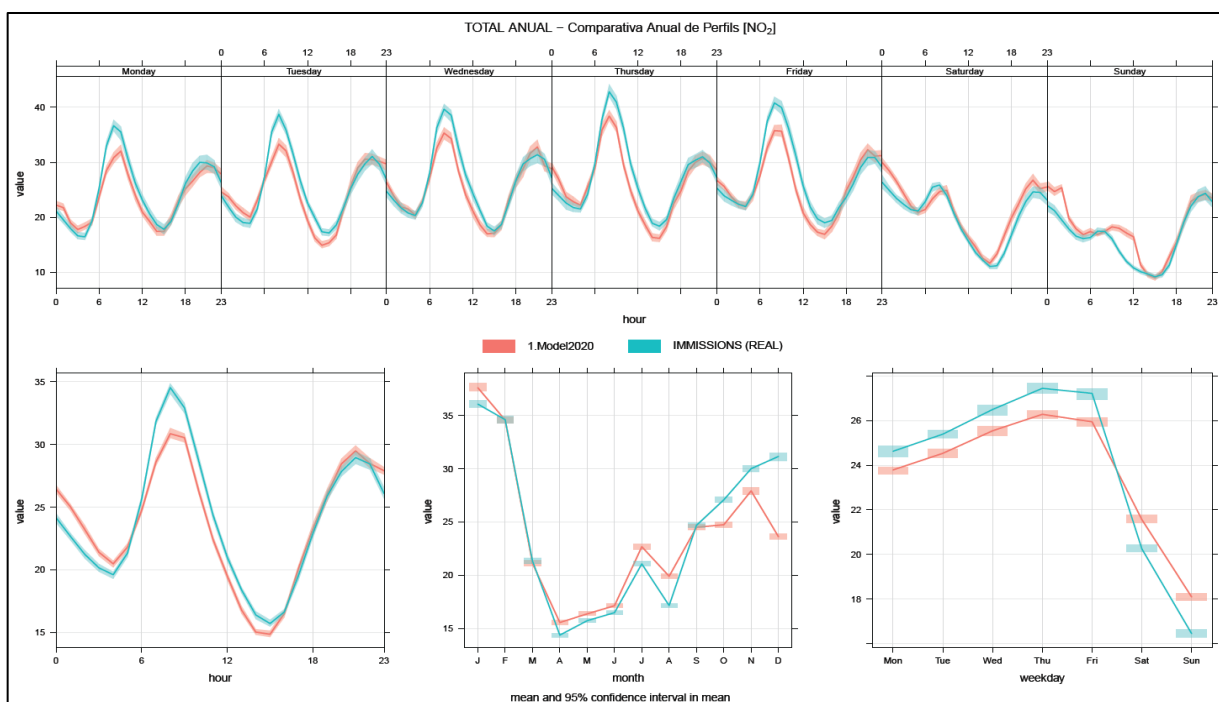 TOTAL ANUAL – Comparativa Anual de Perfils [NO₂]
0 6 18 23 0 6 18 23 0 6 18 23
Monday Tuesday Wednesday Thursday Friday Saturday Sunday
value
40
30
20
10
0 6 12 18 0 6 12 18 23 0 6 12 18 23 0 6 12 18 23
hour
1.Model2020 IMMISSIONS (REAL)
value
35
30
25
20
15
0 6 12 18 23
hour
value
35
30
25
20
15
J F M A M J J A S O N D
month
value
26
24
22
20
18
Mon Tue Wed Thu Fri Sat Sun
weekday
mean and 95% confidence interval in mean